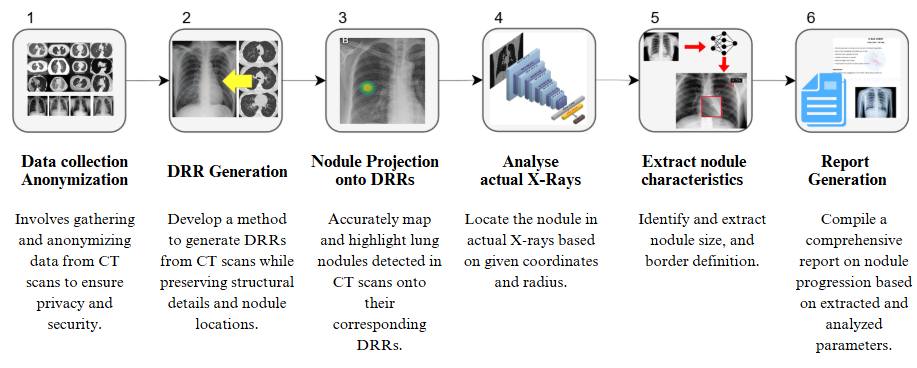 1
2
3
4
5
6
B
Data collection
Anonymization
DRR Generation
Nodule Projection
onto DRRs
Analyse
actual X-Rays
Extract nodule
characteristics
Report
Generation
Involves gathering
and anonymizing
data from CT
scans to ensure
privacy and
security.
Develop a method
to generate DRRs
from CT scans while
preserving structural
details and nodule
locations.
Accurately map
and highlight lung
nodules detected in
CT scans onto
their
corresponding
DRRs.
Locate the nodule in
actual X-rays based
on given coordinates
and radius.
Identify and extract
nodule size, and
border definition.
Compile a
comprehensive
report on nodule
progression based
on extracted and
analyzed
parameters.